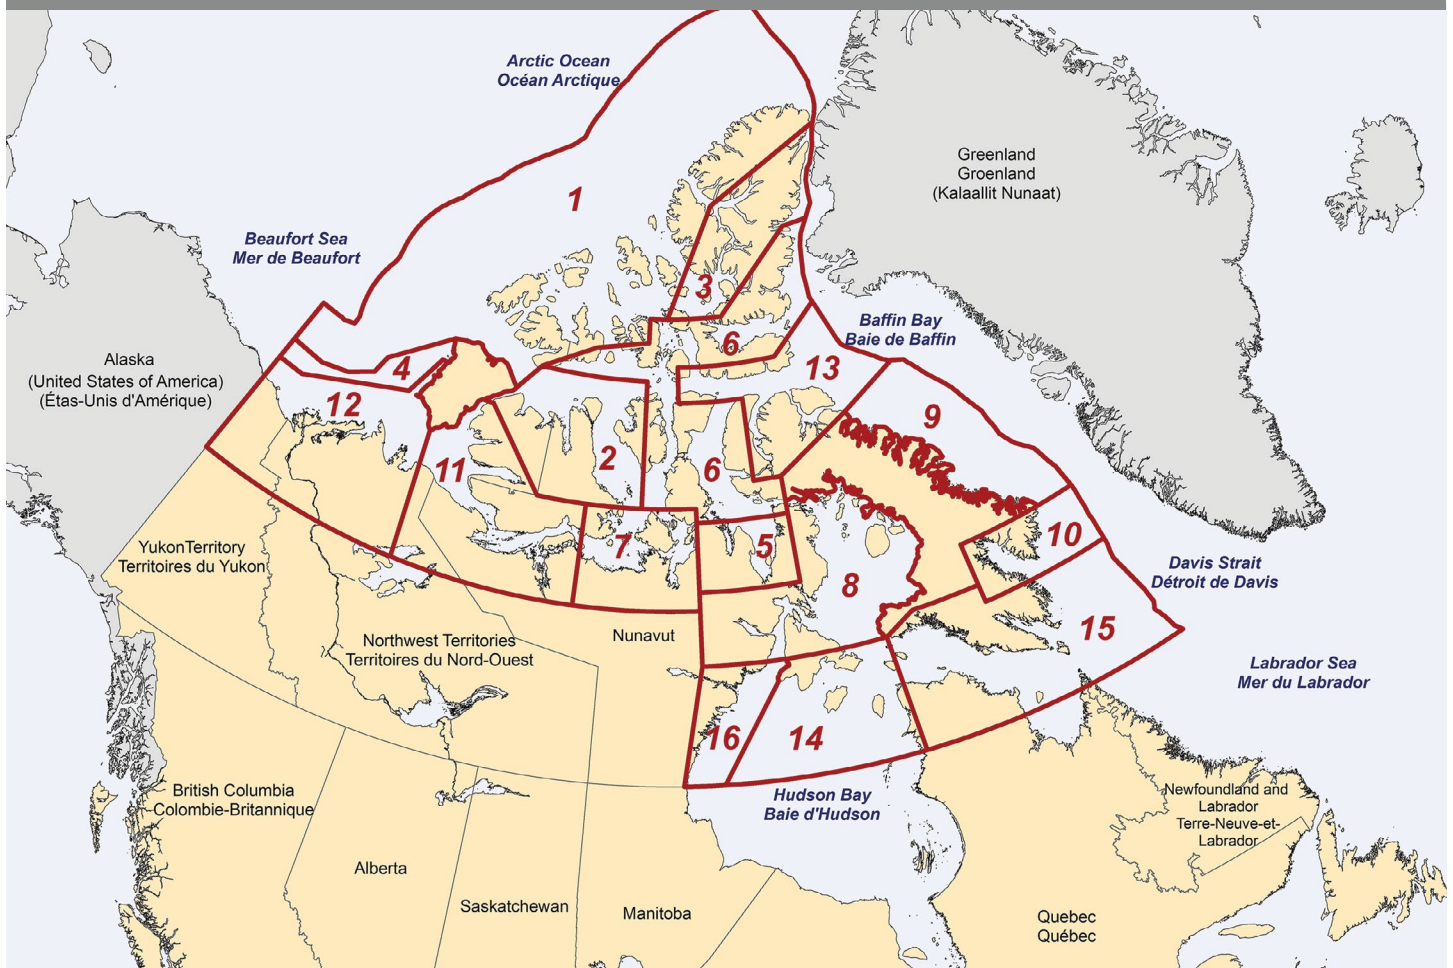 Arctic Ocean
Océan Arctique
Greenland
Groenland
(Kalaallit Nunaat)
1
Beaufort Sea
Mer de Beaufort
3
Baffin Bay
Baie de Baffin
6
Alaska
(United States of America)
(Étas-Unis d'Amérique)
4
13
12
9
11
2
6
7
5
10
YukonTerritory
Territoires du Yukon
8
Davis Strait
Détroit de Davis
Northwest Territories
Territoires du Nord-Ouest
Nunavut
15
Labrador Sea
Mer du Labrador
16
14
British Columbia
Colombie-Britannique
Hudson Bay
Baie d'Hudson
Newfoundland and
Labrador
Terre-Neuve-et-
Labrador
Alberta
Saskatchewan
Manitoba
Quebec
Québec